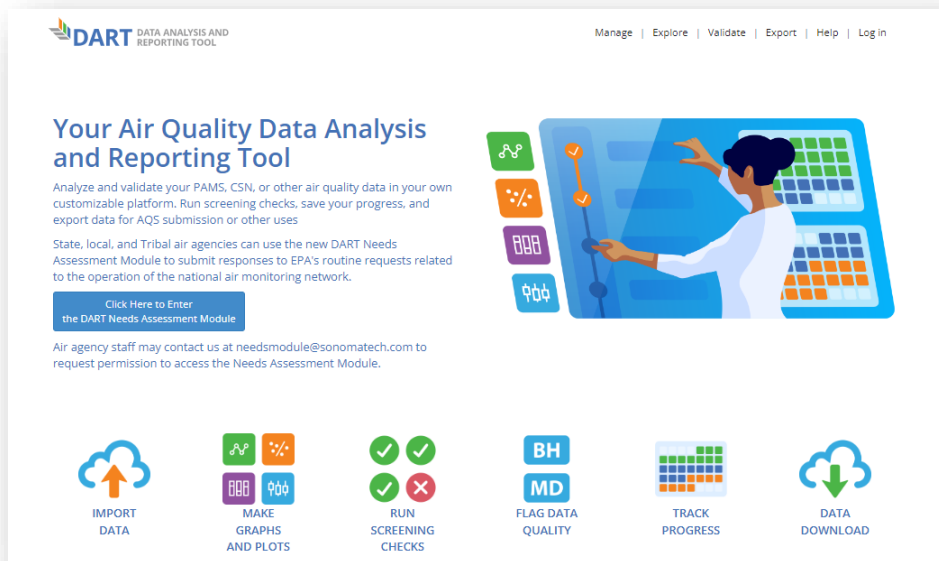 DART DATA ANALYSIS AND
REPORTING TOOL
Manage | Explore | Validate | Export | Help | Log in
Your Air Quality Data Analysis
and Reporting Tool
Analyze and validate your PAMS, CSN, or other air quality data in your own
customizable platform. Run screening checks, save your progress, and
export data for AQS submission or other uses
State, local, and Tribal air agencies can use the new DART Needs
Assessment Module to submit responses to EPA's routine requests related
to the operation of the national air monitoring network.
Click Here to Enter
the DART Needs Assessment Module
Air agency staff may contact us at needsmodule@sonomatech.com to
request permission to access the Needs Assessment Module.
IMPORT
DATA
MAKE
GRAPHS
AND PLOTS
RUN
SCREENING
CHECKS
BH
MD
FLAG DATA
QUALITY
TRACK
PROGRESS
DATA
DOWNLOAD